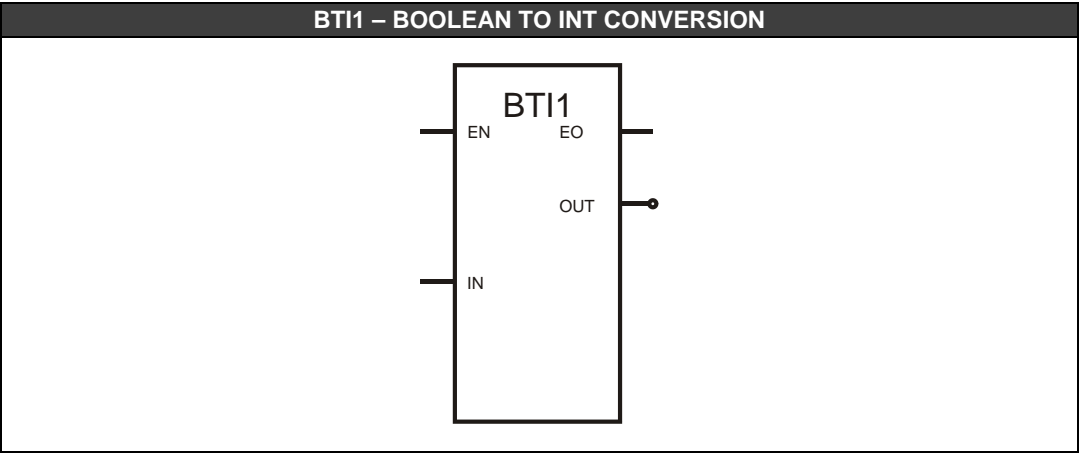 BTI1 – BOOLEAN TO INT CONVERSION
BTI1
EN EO
OUT
IN